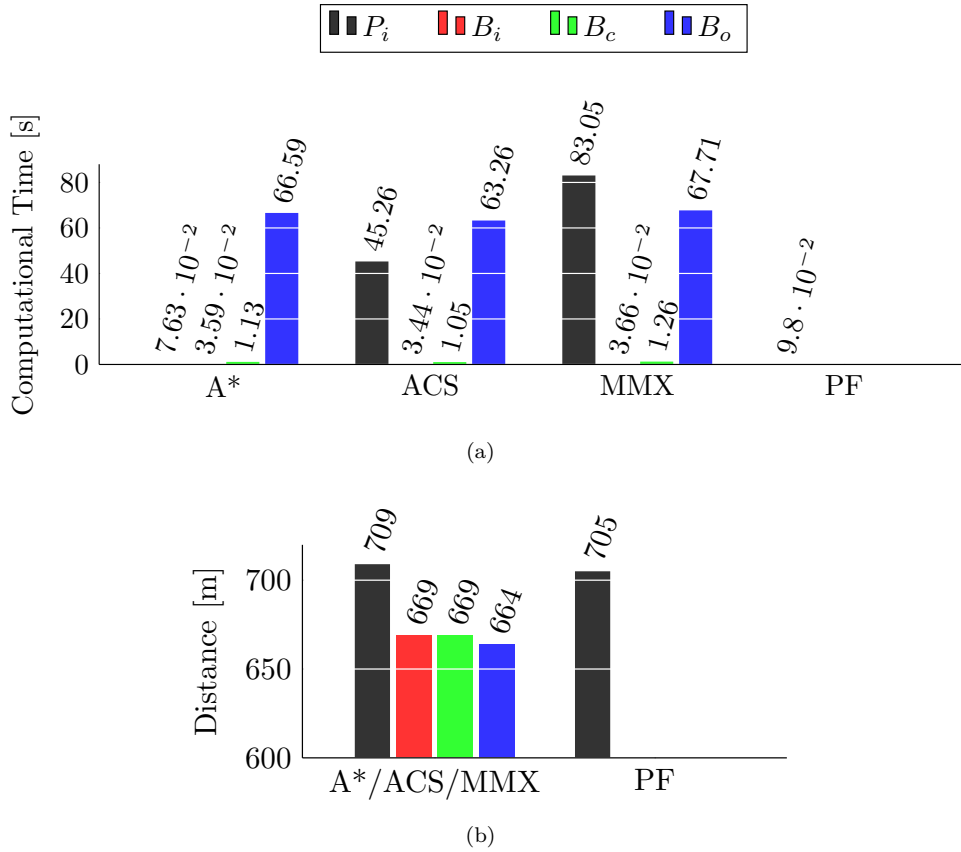 P_i B_i B_c B_o
Computational Time [s]
80
60
40
20
0
7.63 · 10^−2
3.59 · 10^−2
1.13
66.59
45.26
3.44 · 10^−2
1.05
63.26
83.05
3.66 · 10^−2
1.26
67.71
9.8 · 10^−2
A* ACS MMX PF
(a)
Distance [m]
700
650
600
709
669
669
664
705
A*/ACS/MMX PF
(b)